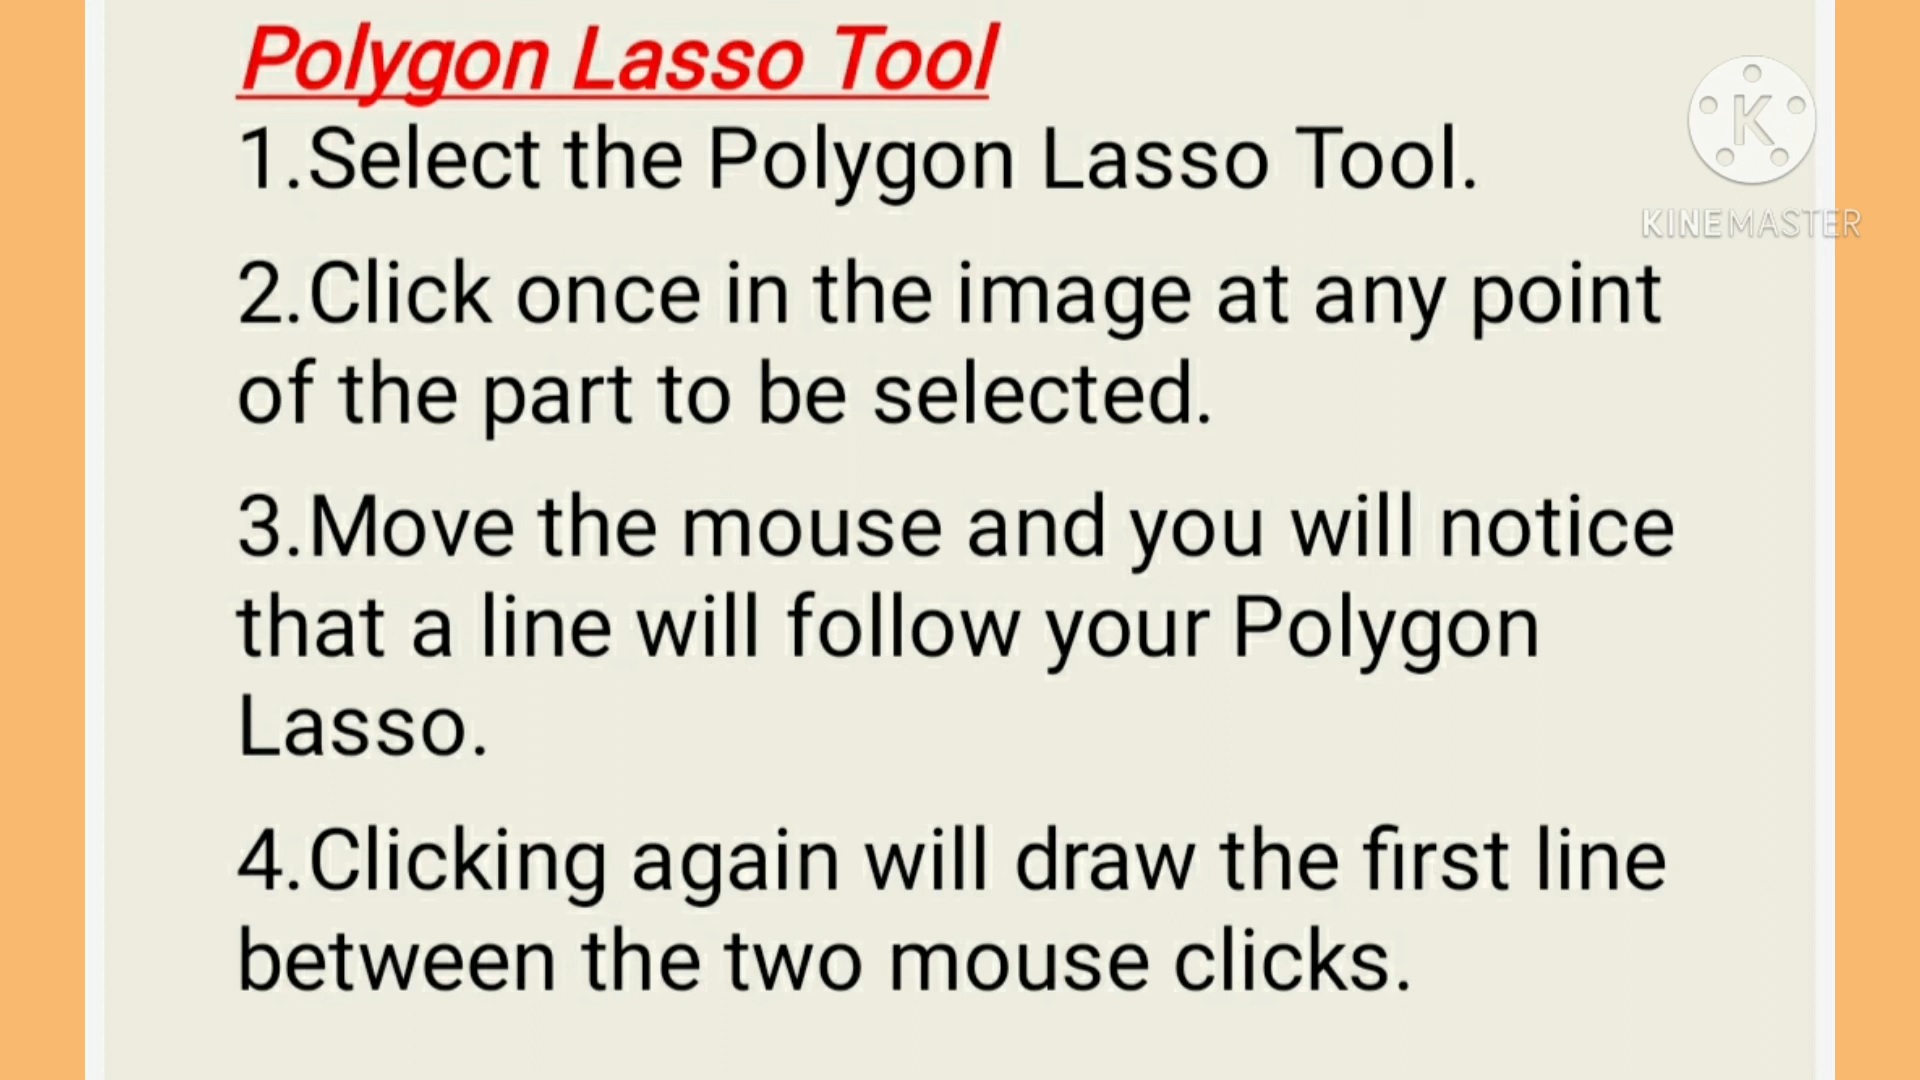 Polygon Lasso Tool
1.Select the Polygon Lasso Tool.
K
KINEMASTER
2.Click once in the image at any point
of the part to be selected.
3.Move the mouse and you will notice
that a line will follow your Polygon
Lasso.
4.Clicking again will draw the first line
between the two mouse clicks.